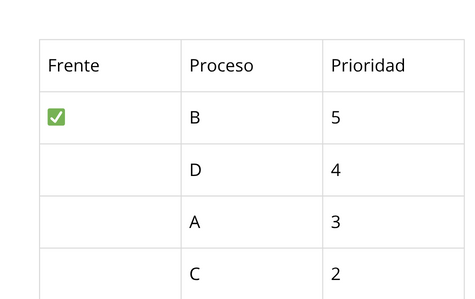 Frente Proceso Prioridad
✅ B 5
D 4
A 3
C 2